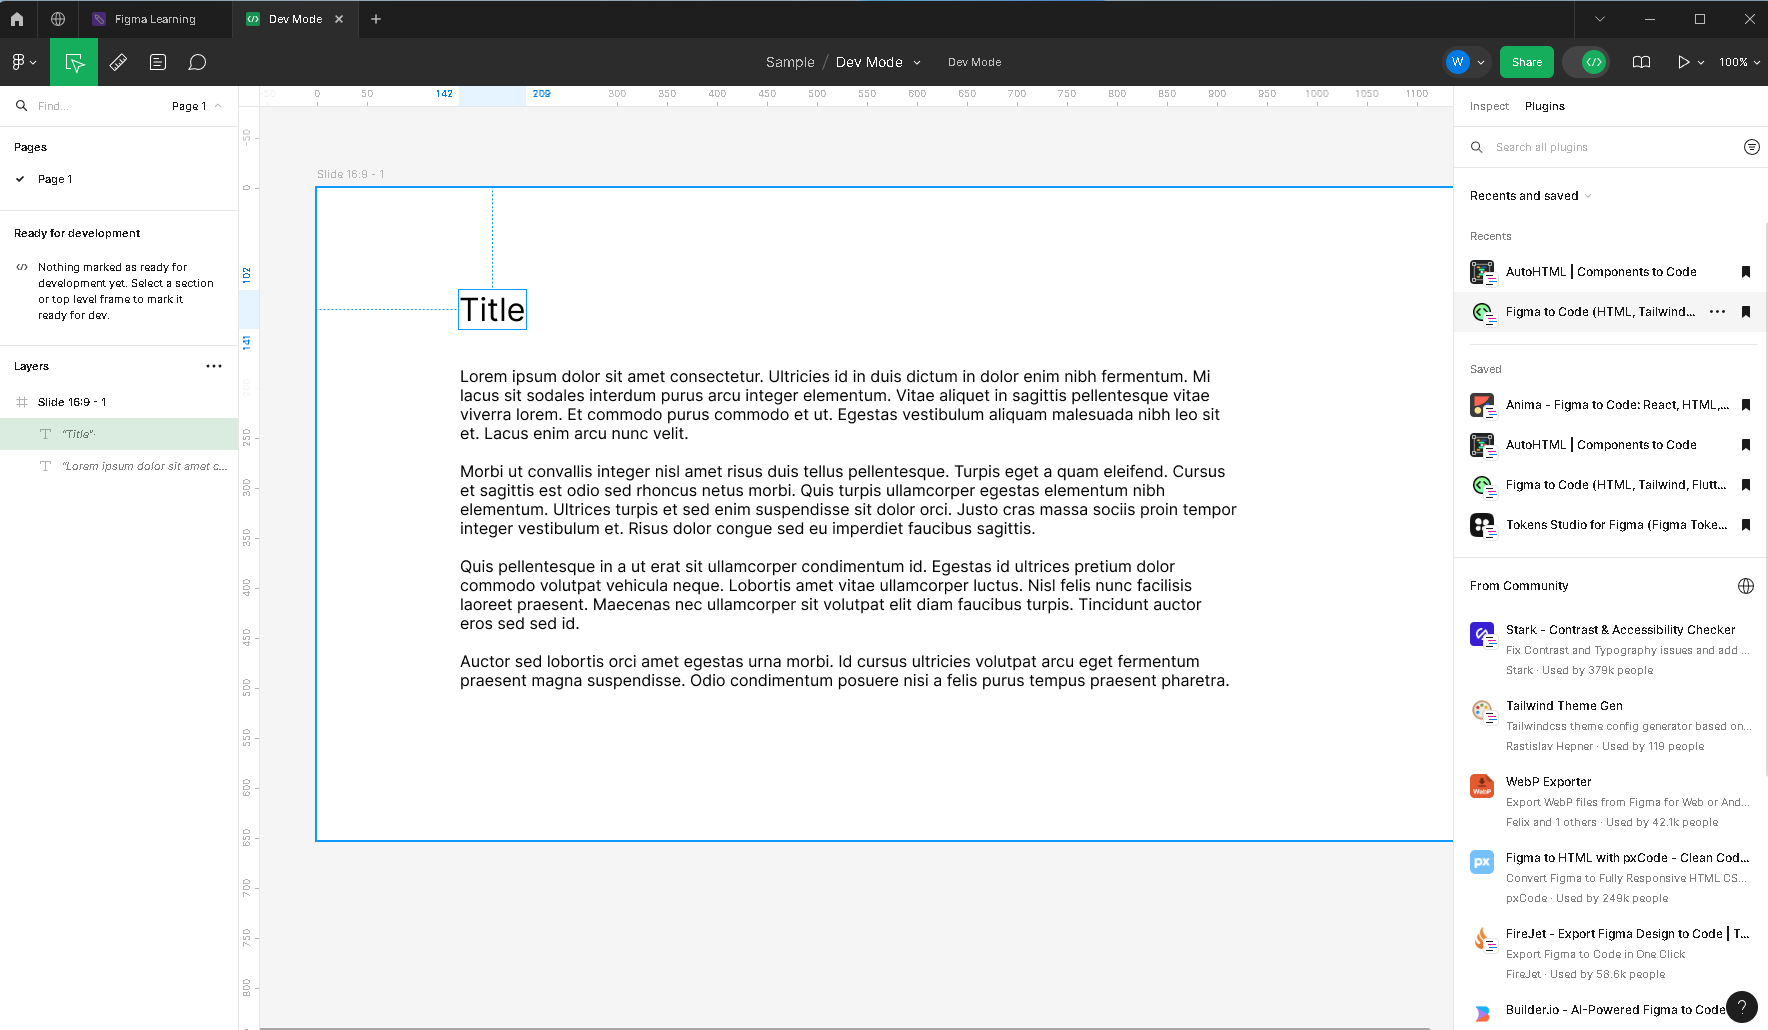 Figma Learning
Dev Mode
Sample / Dev Mode
Dev Mode
W
Share
100%
Find...
Page 1
Pages
Page 1
Ready for development
Nothing marked as ready for
development yet. Select a section
or top level frame to mark it
ready for dev.
Layers
Slide 16:9 - 1
"Title"
"Lorem ipsum dolor sit amet c...
0 50 142 209 300 350 400 450 500 550 600 650 700 750 800 850 900 950 1000 1050 1100
-50
0
102
141
250
300
350
400
450
500
550
600
650
700
750
800
Slide 16:9 - 1
Title
Lorem ipsum dolor sit amet consectetur. Ultricies id in duis dictum in dolor enim nibh fermentum. Mi
lacus sit sodales interdum purus arcu integer elementum. Vitae aliquet in sagittis pellentesque vitae
viverra lorem. Et commodo purus commodo et ut. Egestas vestibulum aliquam malesuada nibh leo sit
et. Lacus enim arcu nunc velit.
Morbi ut convallis integer nisl amet risus duis tellus pellentesque. Turpis eget a quam eleifend. Cursus
et sagittis est odio sed rhoncus netus morbi. Quis turpis ullamcorper egestas elementum nibh
elementum. Ultrices turpis et sed enim suspendisse sit dolor orci. Justo cras massa sociis proin tempor
integer vestibulum et. Risus dolor congue sed eu imperdiet faucibus sagittis.
Quis pellentesque in a ut erat sit ullamcorper condimentum id. Egestas id ultrices pretium dolor
commodo volutpat vehicula neque. Lobortis amet vitae ullamcorper luctus. Nisl felis nunc facilisis
laoreet praesent. Maecenas nec ullamcorper sit volutpat elit diam faucibus turpis. Tincidunt auctor
eros sed sed id.
Auctor sed lobortis orci amet egestas urna morbi. Id cursus ultricies volutpat arcu eget fermentum
praesent magna suspendisse. Odio condimentum posuere nisi a felis purus tempus praesent pharetra.
Inspect Plugins
Search all plugins
Recents and saved
Recents
AutoHTML | Components to Code
Figma to Code (HTML, Tailwind...
Saved
Anima - Figma to Code: React, HTML,...
AutoHTML | Components to Code
Figma to Code (HTML, Tailwind, Flutt...
Tokens Studio for Figma (Figma Toke...
From Community
Stark - Contrast & Accessibility Checker
Fix Contrast and Typography issues and add ...
Stark · Used by 379k people
Tailwind Theme Gen
Tailwindcss theme config generator based on...
Rastislav Hepner · Used by 119 people
WebP
WebP Exporter
Export WebP files from Figma for Web or And...
Felix and 1 others · Used by 42.1k people
px
Figma to HTML with pxCode - Clean Cod...
Convert Figma to Fully Responsive HTML CS...
pxCode · Used by 249k people
FireJet - Export Figma Design to Code | T...
Export Figma to Code in One Click
FireJet · Used by 58.6k people
Builder.io - AI-Powered Figma to Code
?